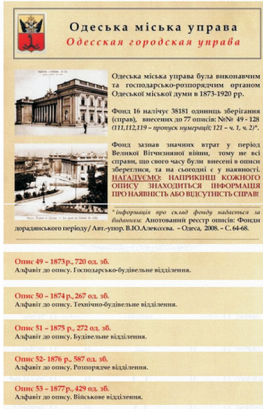 Одеська міська управа
Одесская городская управа
Одеська міська управа була виконавчим
та господарсько-розпорядчим органом
Одеської міської думи в 1873-1920 рр.
Фонд 16 налічує 38181 одиниць зберігання
(справ), внесених до 77 описів: №№ 49 - 128
(111,112,119 – пропуск нумерації; 121 – ч. 1, ч. 2)*.
Фонд зазнав значних втрат у період
Великої Вітчизняної війни, тому не всі
справи, що свого часу були внесені в описи
збереглися, та на сьогодні є у наявності.
НАГАДУЄМО: НАПРИКІНЦІ КОЖНОГО
ОПИСУ ЗНАХОДИТЬСЯ ІНФОРМАЦІЯ
ПРО НАЯВНІСТЬ АБО ВІДСУТНІСТЬ СПРАВ!
*інформація про склад фонду надається за
виданням: Анотований реєстр описів: Фонди
дорадянського періоду / Авт.-упор. В.Ю.Алексєєва. – Одеса, 2008. – С. 64-68.
Опис 49 – 1873р., 720 од. зб.
Алфавіт до опису. Господарсько-будівельне відділення.
Опис 50 – 1874 р., 267 од. зб.
Алфавіт до опису. Технічно-будівельне відділення.
Опис 51 – 1875 р., 272 од. зб.
Алфавіт до опису. Будівельне відділення.
Опис 52- 1876 р., 587 од. зб.
Алфавіт до опису. Розпорядче відділення.
Опис 53 – 1877р., 429 од. зб.
Алфавіт до опису. Військове відділення.